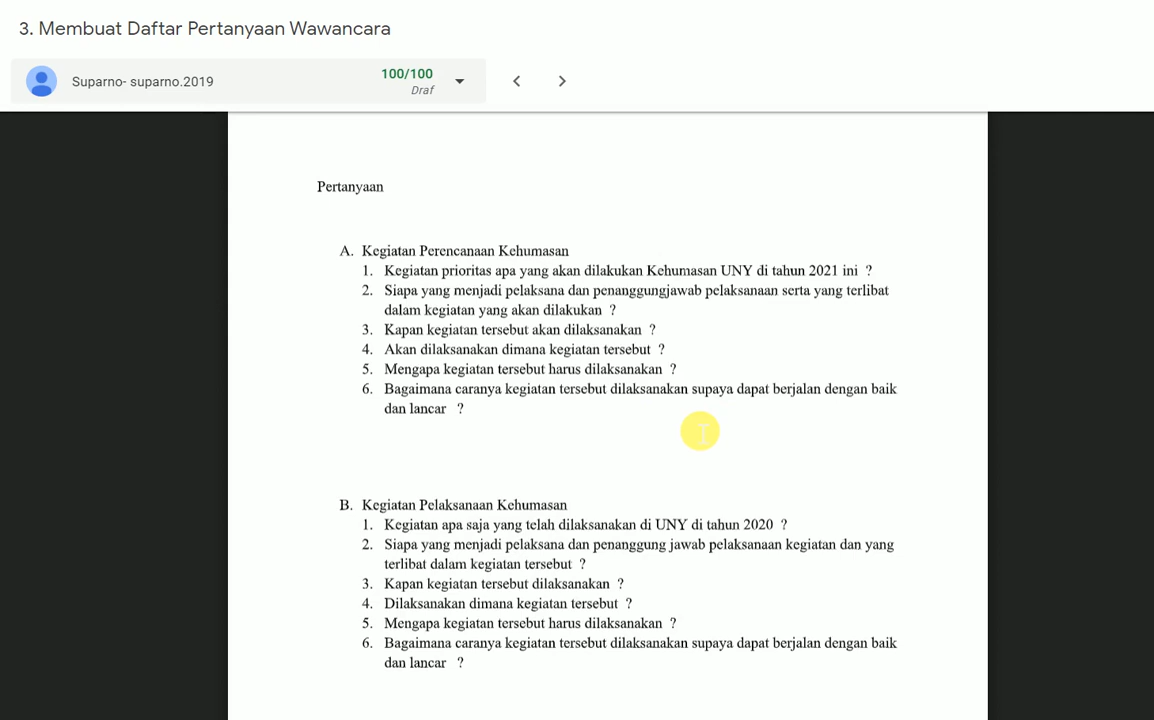 3. Membuat Daftar Pertanyaan Wawancara
Suparno- suparno.2019
100/100
Draf
Pertanyaan
A. Kegiatan Perencanaan Kehumasan
1. Kegiatan prioritas apa yang akan dilakukan Kehumasan UNY di tahun 2021 ini ?
2. Siapa yang menjadi pelaksana dan penanggungjawab pelaksanaan serta yang terlibat
dalam kegiatan yang akan dilakukan ?
3. Kapan kegiatan tersebut akan dilaksanakan ?
4. Akan dilaksanakan dimana kegiatan tersebut ?
5. Mengapa kegiatan tersebut harus dilaksanakan ?
6. Bagaimana caranya kegiatan tersebut dilaksanakan supaya dapat berjalan dengan baik
dan lancar ?
B. Kegiatan Pelaksanaan Kehumasan
1. Kegiatan apa saja yang telah dilaksanakan di UNY di tahun 2020 ?
2. Siapa yang menjadi pelaksana dan penanggung jawab pelaksanaan kegiatan dan yang
terlibat dalam kegiatan tersebut ?
3. Kapan kegiatan tersebut dilaksanakan ?
4. Dilaksanakan dimana kegiatan tersebut ?
5. Mengapa kegiatan tersebut harus dilaksanakan ?
6. Bagaimana caranya kegiatan tersebut dilaksanakan supaya dapat berjalan dengan baik
dan lancar ?